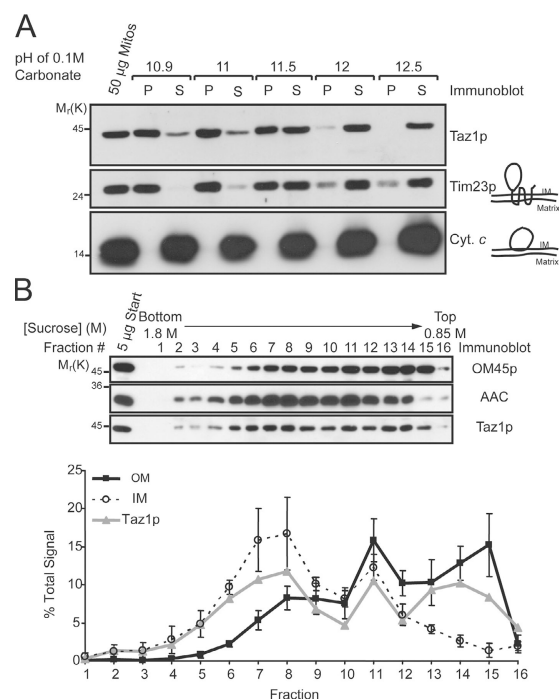 A
pH of 0.1M
Carbonate
50 µg Mitos
10.9 11 11.5 12 12.5
P S P S P S P S P S Immunoblot
Mr(K)
45 Taz1p
24 Tim23p
IM
Matrix
14 Cyt. c
IM
Matrix
B
5 µg Start
Bottom Top
[Sucrose] (M) 1.8 M 0.85 M
Fraction # 1 2 3 4 5 6 7 8 9 10 11 12 13 14 15 16 Immunoblot
Mr(K)
45 OM45p
36 AAC
45 Taz1p
25
20
15
10
5
0
% Total Signal
OM
IM
Taz1p
1 2 3 4 5 6 7 8 9 10 11 12 13 14 15 16
Fraction